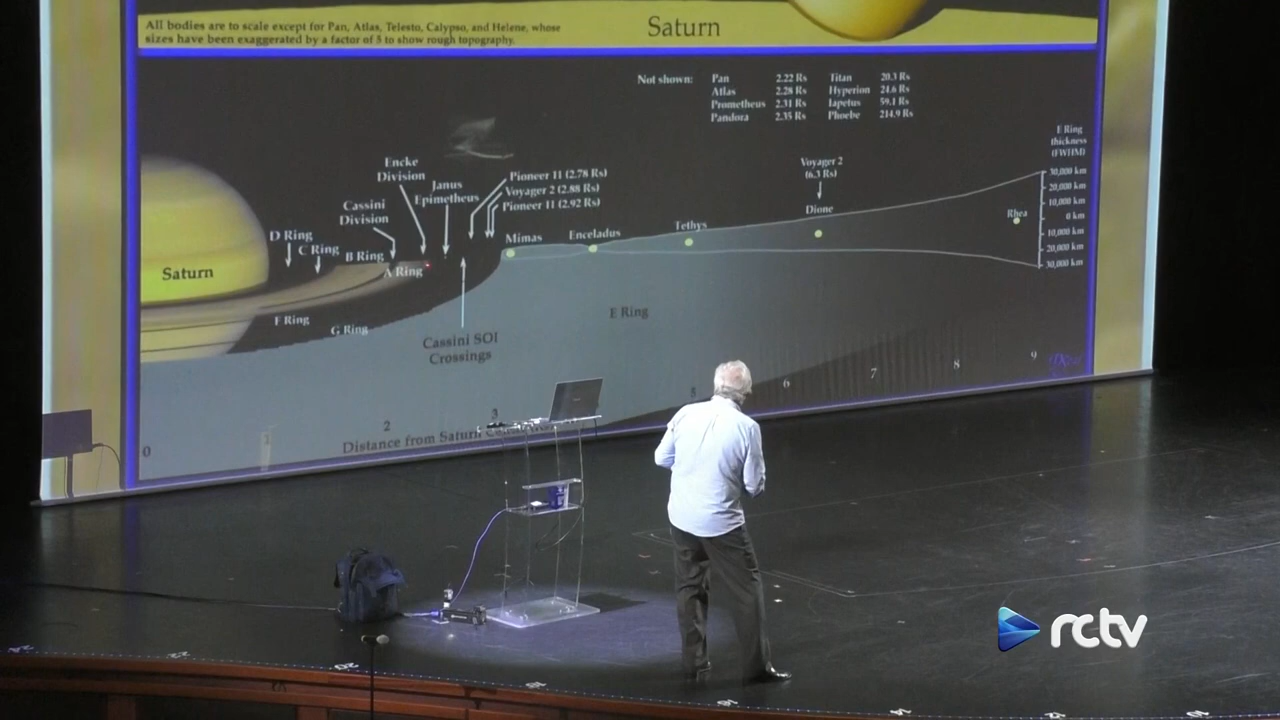 All bodies are to scale except for Pan, Atlas, Telesto, Calypso, and Helene, whose
sizes have been exaggerated by a factor of 5 to show rough topography.
Saturn
Not shown: Pan 2.22 Rs Titan 20.3 Rs
Atlas 2.28 Rs Hyperion 24.6 Rs
Prometheus 2.31 Rs Iapetus 59.1 Rs
Pandora 2.35 Rs Phoebe 214.9 Rs
E Ring
thickness
(FWHM)
30,000 km
20,000 km
10,000 km
0 km
10,000 km
20,000 km
30,000 km
Encke
Division
Janus
Epimetheus
Pioneer 11 (2.78 Rs)
Voyager 2 (2.88 Rs)
Pioneer 11 (2.92 Rs)
Voyager 2
(6.3 Rs)
Cassini
Division
D Ring
C Ring
B Ring
A Ring
Mimas
Enceladus
Tethys
Dione
Rhea
Saturn
F Ring
G Ring
E Ring
Cassini SOI
Crossings
0
1
2
3
5
6
7
8
9
Distance from Saturn
rctv